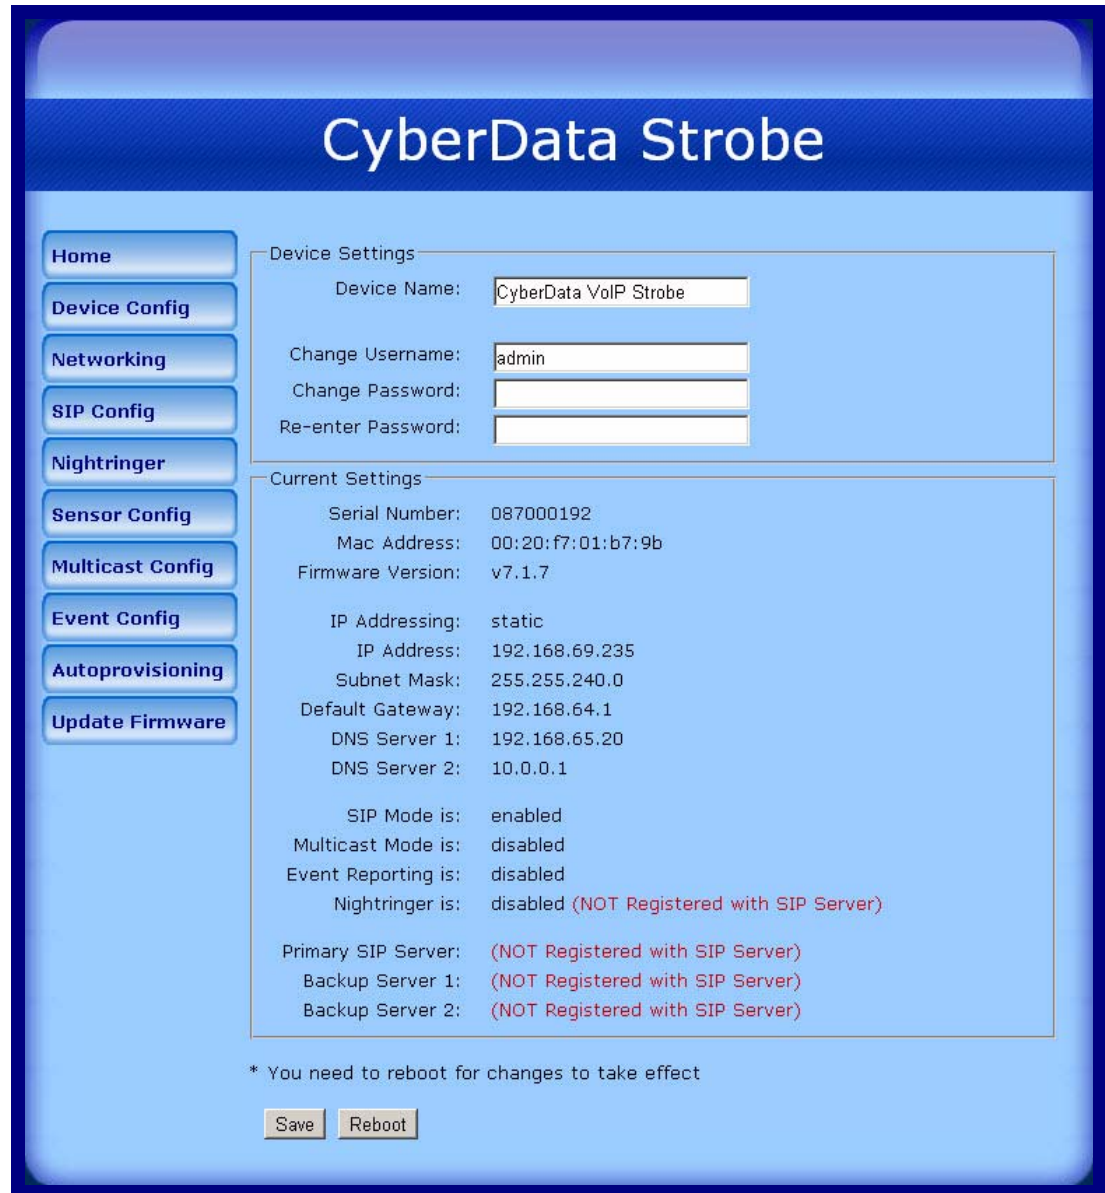 CyberData Strobe
Home
Device Config
Networking
SIP Config
Nightringer
Sensor Config
Multicast Config
Event Config
Autoprovisioning
Update Firmware
Device Settings
Device Name: CyberData VoIP Strobe
Change Username: admin
Change Password:
Re-enter Password:
Current Settings
Serial Number: 087000192
Mac Address: 00:20:f7:01:b7:9b
Firmware Version: v7.1.7
IP Addressing: static
IP Address: 192.168.69.235
Subnet Mask: 255.255.240.0
Default Gateway: 192.168.64.1
DNS Server 1: 192.168.65.20
DNS Server 2: 10.0.0.1
SIP Mode is: enabled
Multicast Mode is: disabled
Event Reporting is: disabled
Nightringer is: disabled (NOT Registered with SIP Server)
Primary SIP Server: (NOT Registered with SIP Server)
Backup Server 1: (NOT Registered with SIP Server)
Backup Server 2: (NOT Registered with SIP Server)
* You need to reboot for changes to take effect
Save Reboot